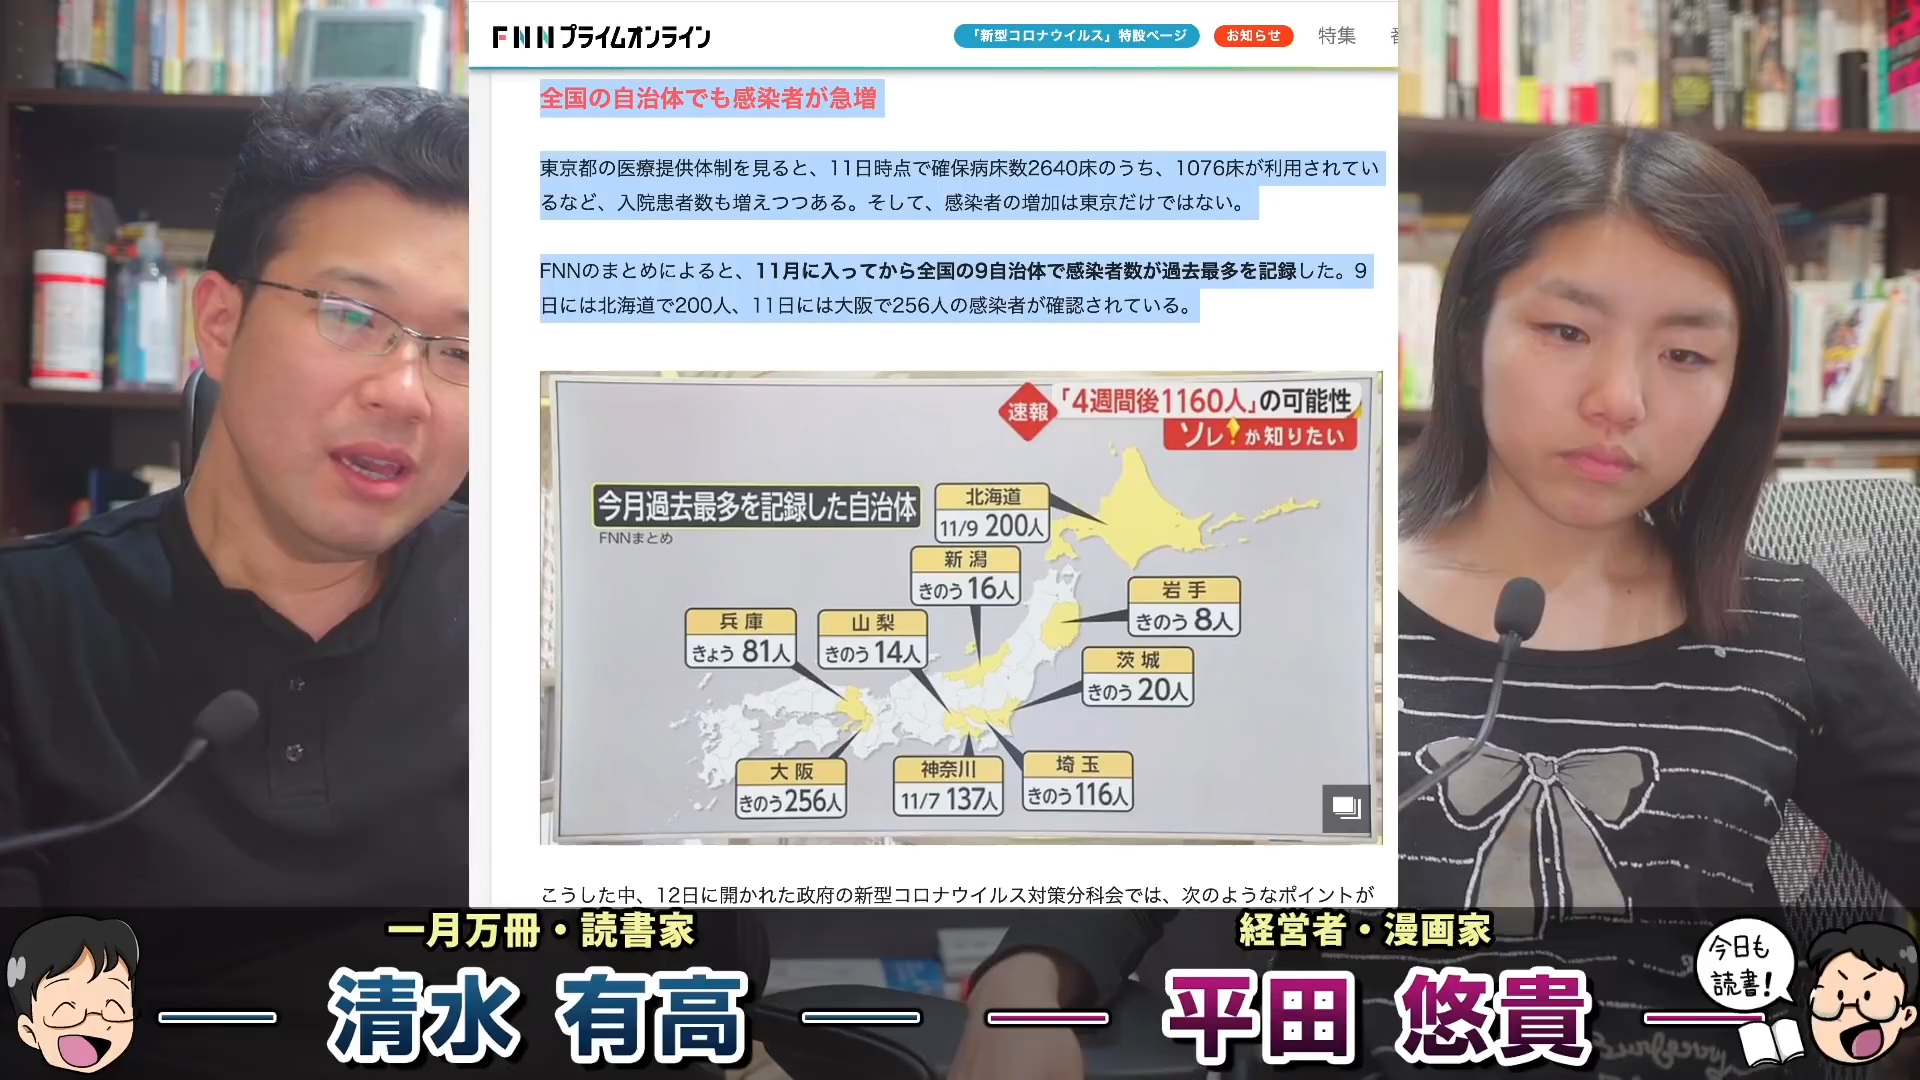 FNNプライムオンライン
「新型コロナウイルス」特設ページ
お知らせ
特集
全国の自治体でも感染者が急増
東京都の医療提供体制を見ると、11日時点で確保病床数2640床のうち、1076床が利用されてい
るなど、入院患者数も増えつつある。そして、感染者の増加は東京だけではない。
FNNのまとめによると、11月に入ってから全国の9自治体で感染者数が過去最多を記録した。9
日には北海道で200人、11日には大阪で256人の感染者が確認されている。
速報
「4週間後1160人」の可能性
ソレ!が知りたい
今月過去最多を記録した自治体
FNNまとめ
北海道
11/9 200人
新潟
きのう16人
岩手
きのう 8人
兵庫
きょう 81人
山梨
きのう14人
茨城
きのう 20人
大阪
きのう256人
神奈川
11/7 137人
埼玉
きのう116人
こうした中、12日に開かれた政府の新型コロナウイルス対策分科会では、次のようなポイントが
一月万冊・読書家
清水 有高
経営者・漫画家
平田 悠貴
今日も
読書!